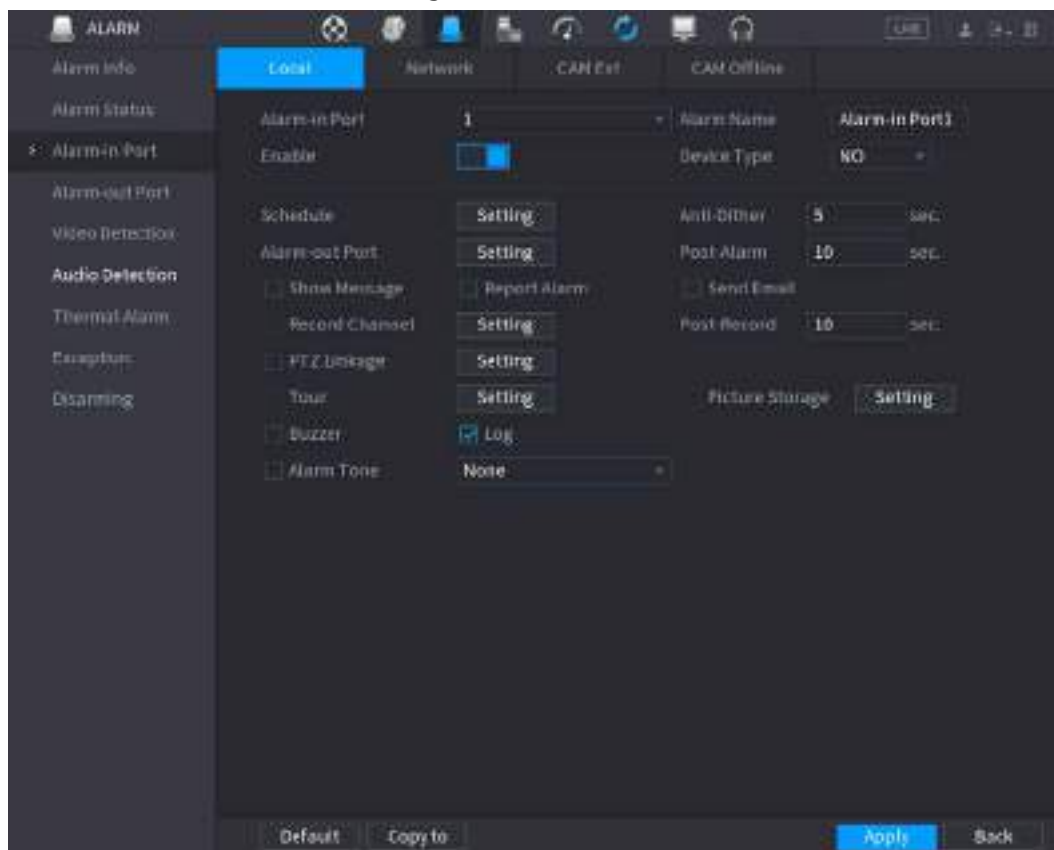 ALARM
LIVE
Alarm Info
Local Network CAM Ext CAM Offline
Alarm Status
Alarm-in Port 1 Alarm Name Alarm-in Port1
Alarm-in Port
Enable Device Type NO
Alarm-out Port
Schedule Setting Anti-Dither 5 sec.
Video Detection
Alarm-out Port Setting Post-Alarm 10 sec.
Audio Detection
Show Message Report Alarm Send Email
Thermal Alarm
Record Channel Setting Post Record 10 sec.
Exception
PTZ Linkage Setting
Disarming
Tour Setting Picture Storage Setting
Buzzer Log
Alarm Tone None
Default Copy to Apply Back